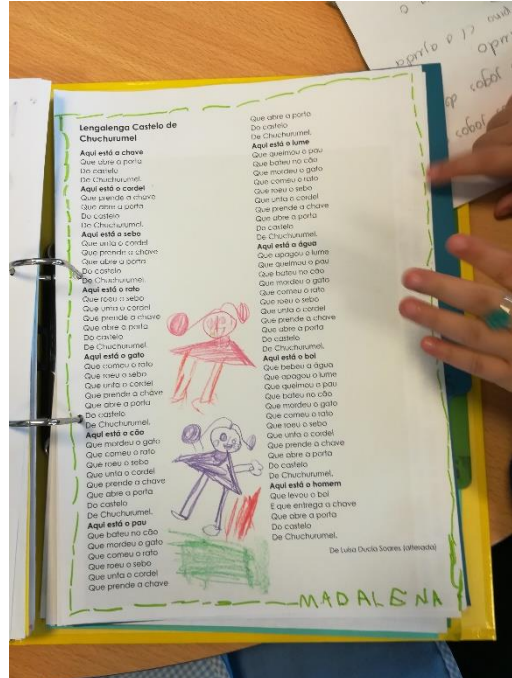 Lengalenga Castelo de
Chuchurumel
Aqui está a chave
Que abre a porta
Do castelo
De Chuchurumel.
Aqui está o cordel
Que prende a chave
Que abre a porta
Do castelo
De Chuchurumel.
Aqui está o sebo
Que unta o cordel
Que prende a chave
Que abre a porta
Do castelo
De Chuchurumel.
Aqui está o rato
Que roeu o sebo
Que unta o cordel
Que prende a chave
Que abre a porta
Do castelo
De Chuchurumel.
Aqui está o gato
Que comeu o rato
Que roeu o sebo
Que unta o cordel
Que prende a chave
Que abre a porta
Do castelo
De Chuchurumel.
Aqui está o cão
Que mordeu o gato
Que comeu o rato
Que roeu o sebo
Que unta o cordel
Que prende a chave
Que abre a porta
Do castelo
De Chuchurumel.
Aqui está o pau
Que bateu no cão
Que mordeu o gato
Que comeu o rato
Que roeu o sebo
Que unta o cordel
Que prende a chave
Que abre a porta
Do castelo
De Chuchurumel.
Aqui está o lume
Que queimou o pau
Que bateu no cão
Que mordeu o gato
Que comeu o rato
Que roeu o sebo
Que unta o cordel
Que prende a chave
Que abre a porta
Do castelo
De Chuchurumel.
Aqui está a água
Que apagou o lume
Que queimou o pau
Que bateu no cão
Que mordeu o gato
Que comeu o rato
Que roeu o sebo
Que unta o cordel
Que prende a chave
Que abre a porta
Do castelo
De Chuchurumel.
Aqui está o boi
Que bebeu a água
Que apagou o lume
Que queimou o pau
Que bateu no cão
Que mordeu o gato
Que comeu o rato
Que roeu o sebo
Que unta o cordel
Que prende a chave
Que abre a porta
Do castelo
De Chuchurumel.
Aqui está o homem
Que levou o boi
E que entrega a chave
Que abre a porta
Do castelo
De Chuchurumel.
De Luísa Ducla Soares (alterado)
MADALENA